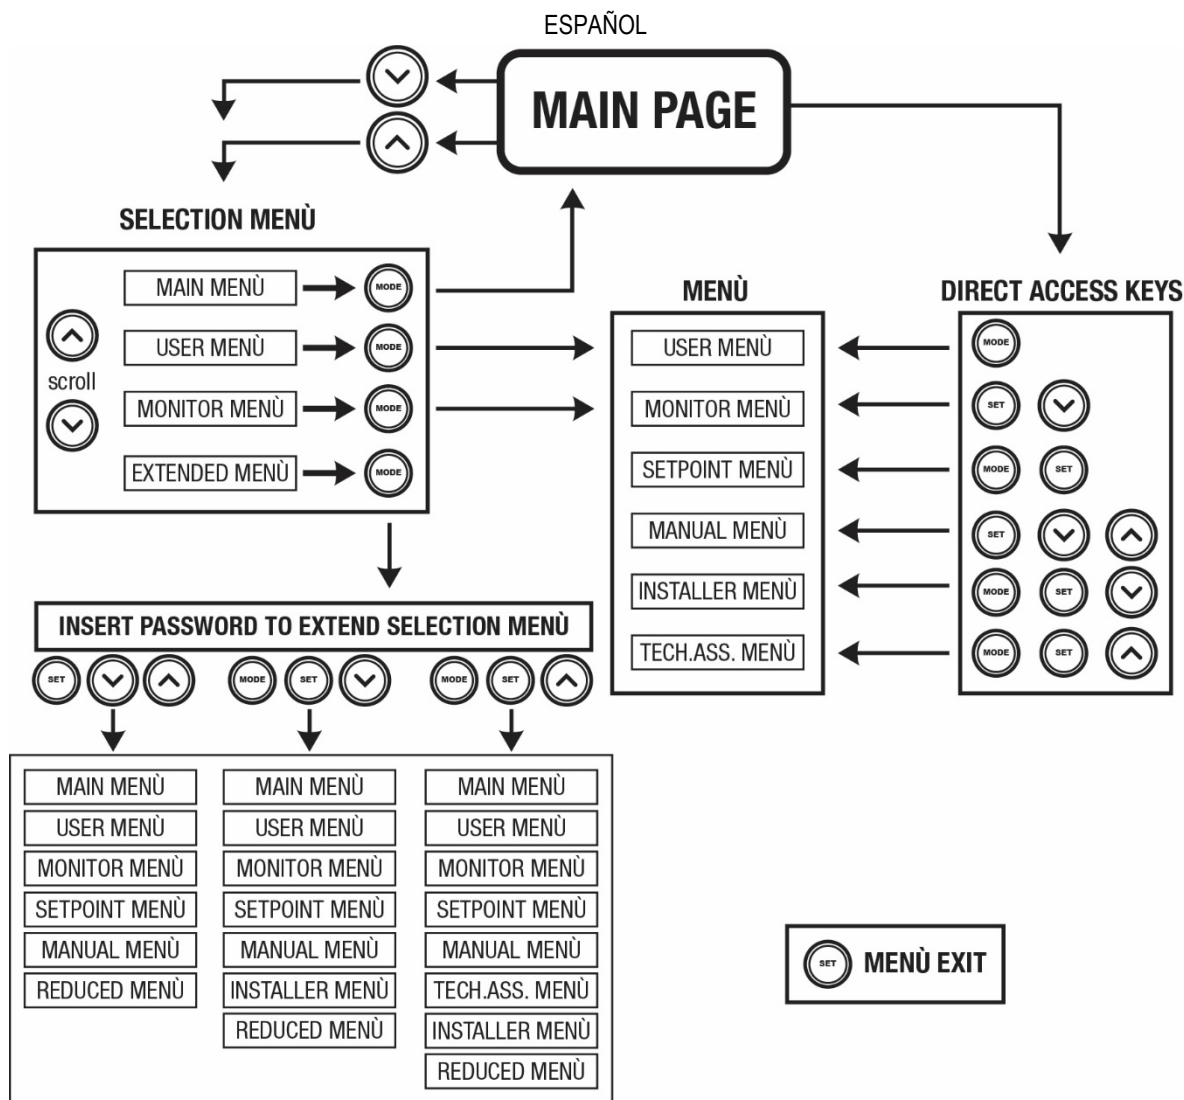 ESPAÑOL
MAIN PAGE
SELECTION MENÙ
MAIN MENÙ MODE
USER MENÙ MODE
scroll
MONITOR MENÙ MODE
EXTENDED MENÙ MODE
MENÙ
USER MENÙ
MONITOR MENÙ
SETPOINT MENÙ
MANUAL MENÙ
INSTALLER MENÙ
TECH.ASS. MENÙ
DIRECT ACCESS KEYS
MODE
SET
MODE SET
SET
MODE SET
MODE SET
INSERT PASSWORD TO EXTEND SELECTION MENÙ
SET MODE SET MODE SET
MAIN MENÙ
USER MENÙ
MONITOR MENÙ
SETPOINT MENÙ
MANUAL MENÙ
REDUCED MENÙ
MAIN MENÙ
USER MENÙ
MONITOR MENÙ
SETPOINT MENÙ
MANUAL MENÙ
INSTALLER MENÙ
REDUCED MENÙ
MAIN MENÙ
USER MENÙ
MONITOR MENÙ
SETPOINT MENÙ
MANUAL MENÙ
TECH.ASS. MENÙ
INSTALLER MENÙ
REDUCED MENÙ
SET MENÙ EXIT